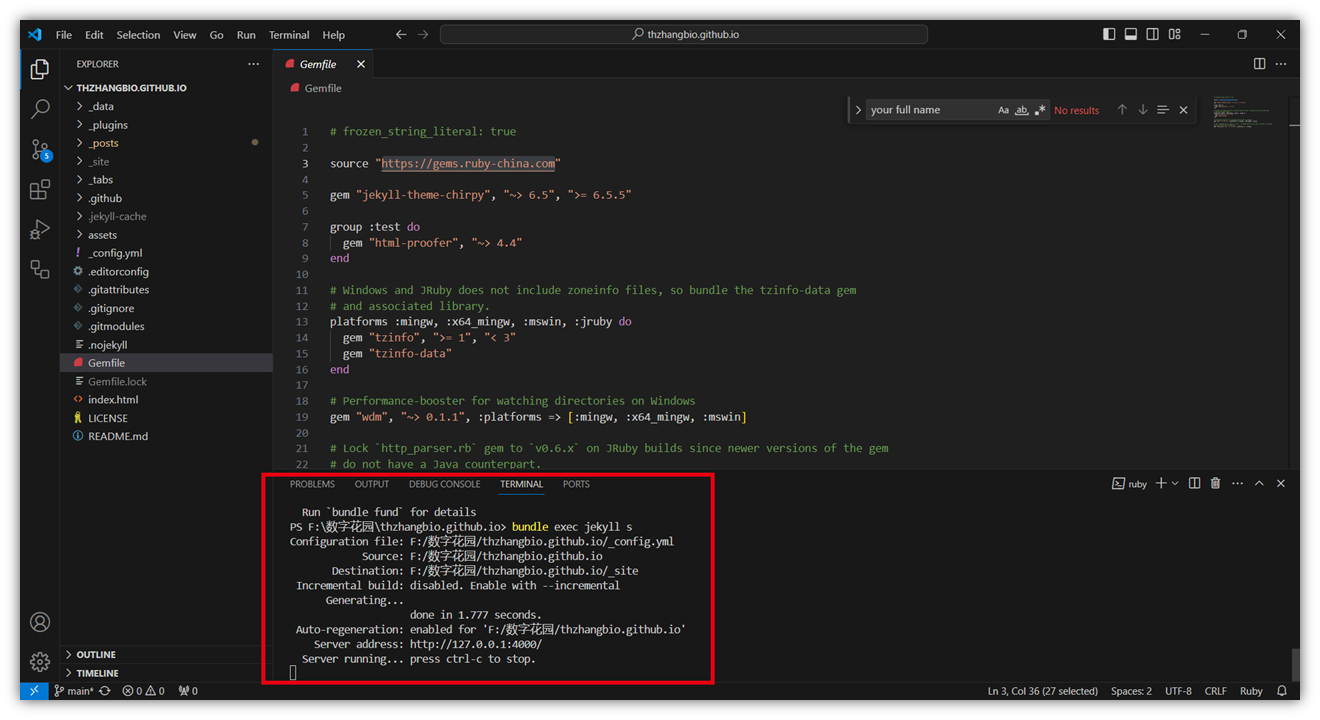 File Edit Selection View Go Run Terminal Help
thzhangbio.github.io
EXPLORER
THZHANGBIO.GITHUB.IO
_data
_plugins
_posts
_site
_tabs
.github
.jekyll-cache
assets
_config.yml
.editorconfig
.gitattributes
.gitignore
.gitmodules
.nojekyll
Gemfile
Gemfile.lock
index.html
LICENSE
README.md
OUTLINE
TIMELINE
5
Gemfile
Gemfile
your full name Aa ab No results
1 # frozen_string_literal: true
2
3 source "https://gems.ruby-china.com"
4
5 gem "jekyll-theme-chirpy", "~> 6.5", ">= 6.5.5"
6
7 group :test do
8 gem "html-proofer", "~> 4.4"
9 end
10
11 # Windows and JRuby does not include zoneinfo files, so bundle the tzinfo-data gem
12 # and associated library.
13 platforms :mingw, :x64_mingw, :mswin, :jruby do
14 gem "tzinfo", ">= 1", "< 3"
15 gem "tzinfo-data"
16 end
17
18 # Performance-booster for watching directories on Windows
19 gem "wdm", "~> 0.1.1", :platforms => [:mingw, :x64_mingw, :mswin]
20
21 # Lock `http_parser.rb` gem to `v0.6.x` on JRuby builds since newer versions of the gem
22 # do not have a Java counterpart.
PROBLEMS OUTPUT DEBUG CONSOLE TERMINAL PORTS
ruby
Run `bundle fund` for details
PS F:\数字花园\thzhangbio.github.io> bundle exec jekyll s
Configuration file: F:/数字花园/thzhangbio.github.io/_config.yml
Source: F:/数字花园/thzhangbio.github.io
Destination: F:/数字花园/thzhangbio.github.io/_site
Incremental build: disabled. Enable with --incremental
Generating...
done in 1.777 seconds.
Auto-regeneration: enabled for 'F:/数字花园/thzhangbio.github.io'
Server address: http://127.0.0.1:4000/
Server running... press ctrl-c to stop.
main* 0 0 0
Ln 3, Col 36 (27 selected) Spaces: 2 UTF-8 CRLF Ruby